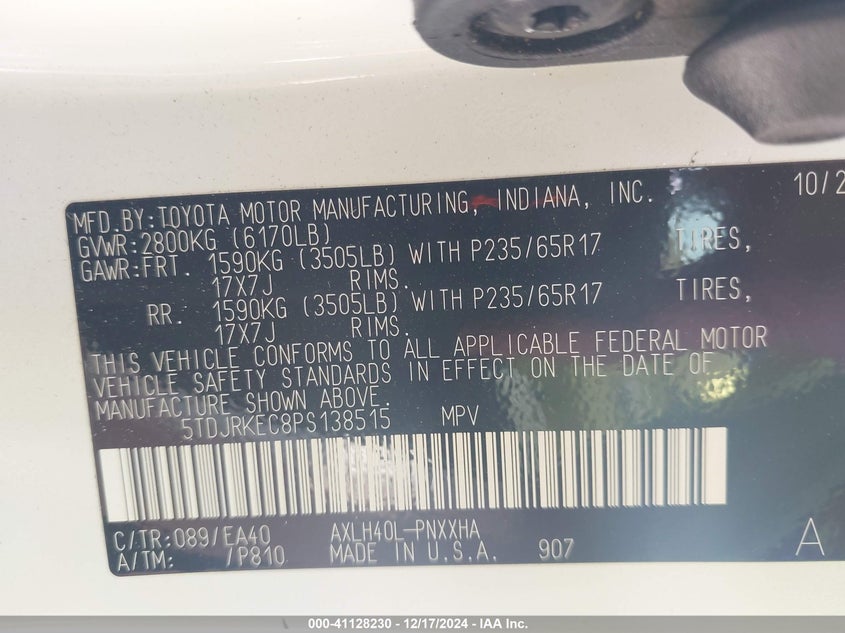 MFD.BY:TOYOTA MOTOR MANUFACTURING, INDIANA, INC. 10/2
GVWR:2800KG (6170LB)
GAWR:FRT. 1590KG (3505LB) WITH P235/65R17 TIRES,
17X7J RIMS.
RR. 1590KG (3505LB) WITH P235/65R17 TIRES,
17X7J RIMS.
THIS VEHICLE CONFORMS TO ALL APPLICABLE FEDERAL MOTOR
VEHICLE SAFETY STANDARDS IN EFFECT ON THE DATE OF
MANUFACTURE SHOWN ABOVE.
5TDJRKEC8PS138515 MPV
C/TR:089/EA40 AXLH40L-PNXXHA
A/TM: /P810 MADE IN U.S.A. 907 A
000-41128230 - 12/17/2024 - IAA Inc.